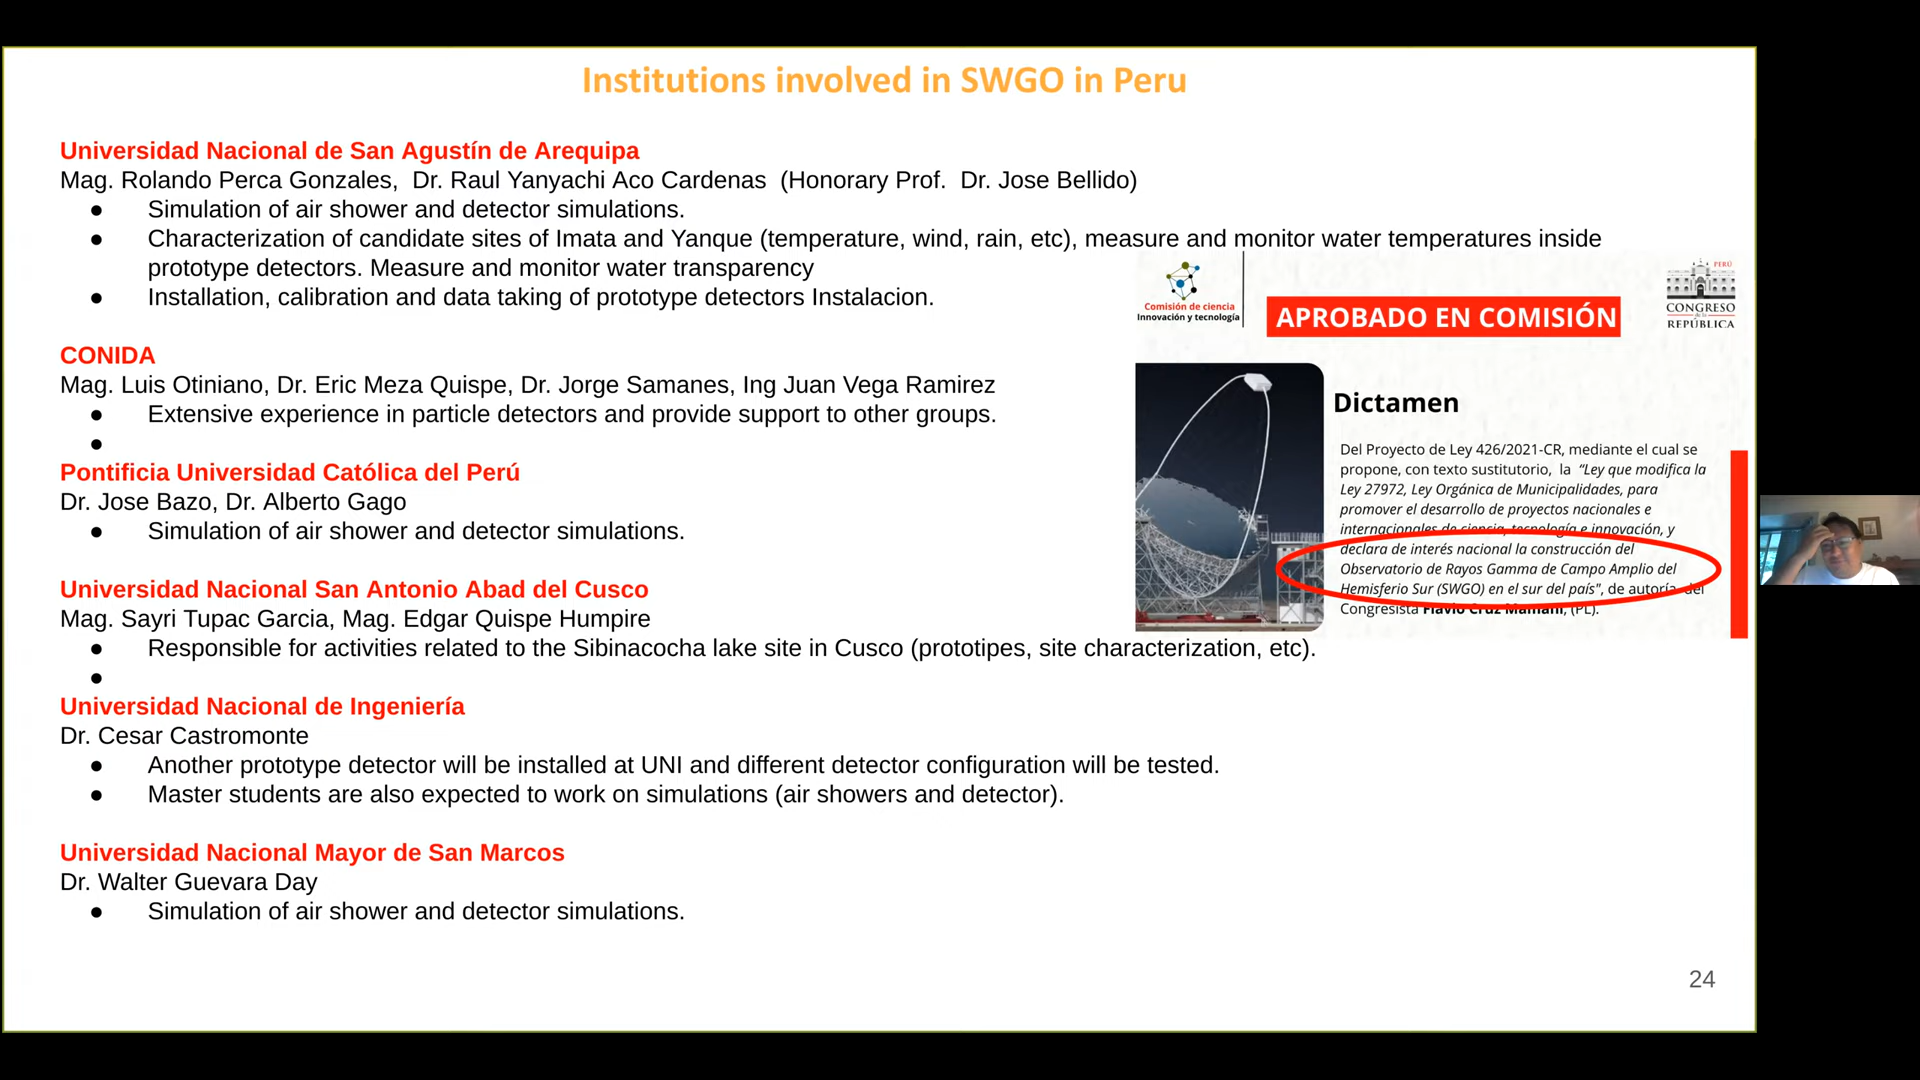 Institutions involved in SWGO in Peru
Universidad Nacional de San Agustín de Arequipa
Mag. Rolando Perca Gonzales, Dr. Raul Yanyachi Aco Cardenas (Honorary Prof. Dr. Jose Bellido)
● Simulation of air shower and detector simulations.
● Characterization of candidate sites of Imata and Yanque (temperature, wind, rain, etc), measure and monitor water temperatures inside
prototype detectors. Measure and monitor water transparency
● Installation, calibration and data taking of prototype detectors Instalacion.
CONIDA
Mag. Luis Otiniano, Dr. Eric Meza Quispe, Dr. Jorge Samanes, Ing Juan Vega Ramirez
● Extensive experience in particle detectors and provide support to other groups.
●
Pontificia Universidad Católica del Perú
Dr. Jose Bazo, Dr. Alberto Gago
● Simulation of air shower and detector simulations.
Universidad Nacional San Antonio Abad del Cusco
Mag. Sayri Tupac Garcia, Mag. Edgar Quispe Humpire
● Responsible for activities related to the Sibinacocha lake site in Cusco (prototipes, site characterization, etc).
●
Universidad Nacional de Ingeniería
Dr. Cesar Castromonte
● Another prototype detector will be installed at UNI and different detector configuration will be tested.
● Master students are also expected to work on simulations (air showers and detector).
Universidad Nacional Mayor de San Marcos
Dr. Walter Guevara Day
● Simulation of air shower and detector simulations.
Comisión de ciencia
Innovación y tecnología
APROBADO EN COMISIÓN
PERÚ
CONGRESO
de la
REPÚBLICA
Dictamen
Del Proyecto de Ley 426/2021-CR, mediante el cual se
propone, con texto sustitutorio, la “Ley que modifica la
Ley 27972, Ley Orgánica de Municipalidades, para
promover el desarrollo de proyectos nacionales e
internacionales de ciencia, tecnología e innovación, y
declara de interés nacional la construcción del
Observatorio de Rayos Gamma de Campo Amplio del
Hemisferio Sur (SWGO) en el sur del país”, de autoría del
Congresista Flavio Cruz Mamani, (PL).
24